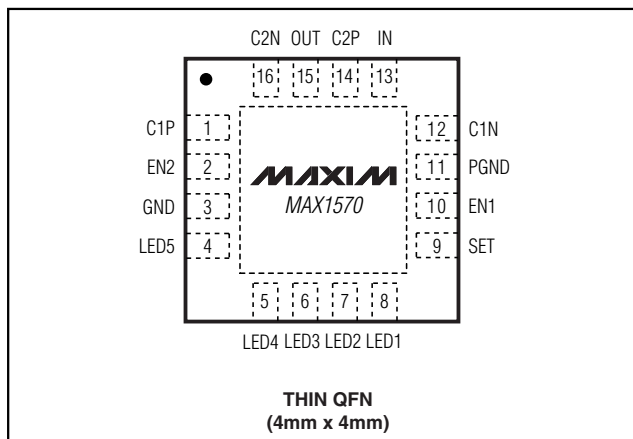 C2N OUT C2P IN
16 15 14 13
C1P 1 12 C1N
EN2 2 11 PGND
MAXIM
GND 3 MAX1570 10 EN1
LED5 4 9 SET
5 6 7 8
LED4 LED3 LED2 LED1
THIN QFN
(4mm x 4mm)